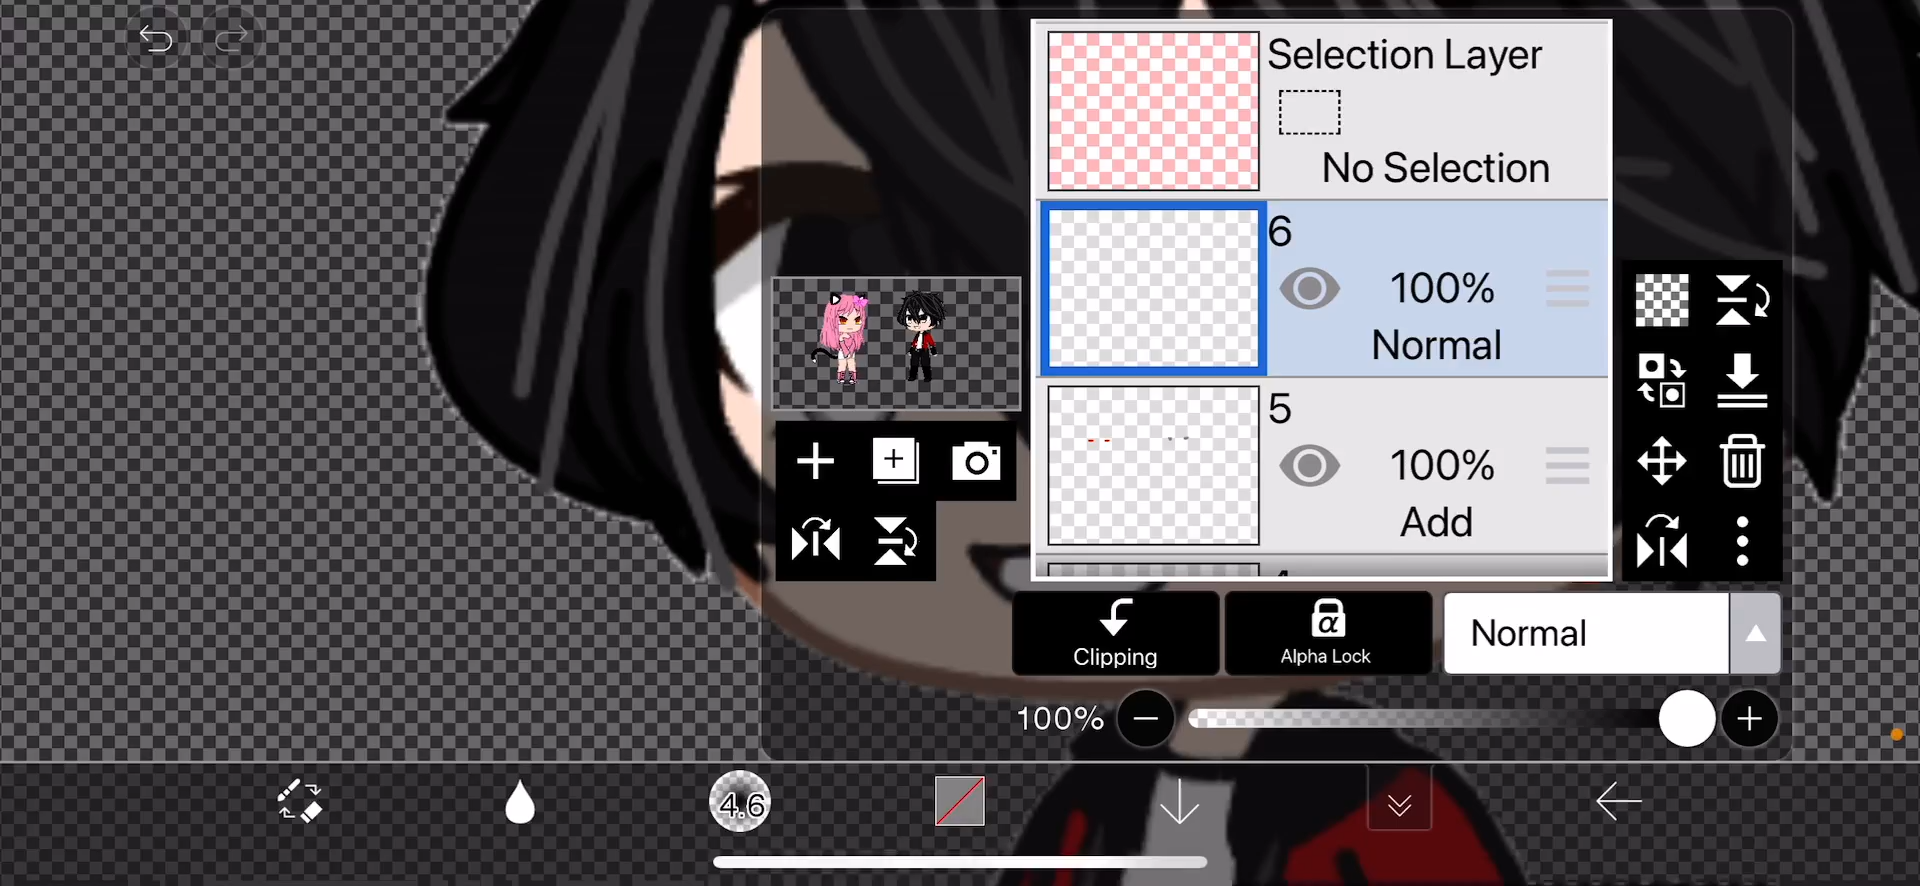 Selection Layer
No Selection
6
100%
Normal
5
100%
Add
Clipping
α
Alpha Lock
Normal
100%
4.6